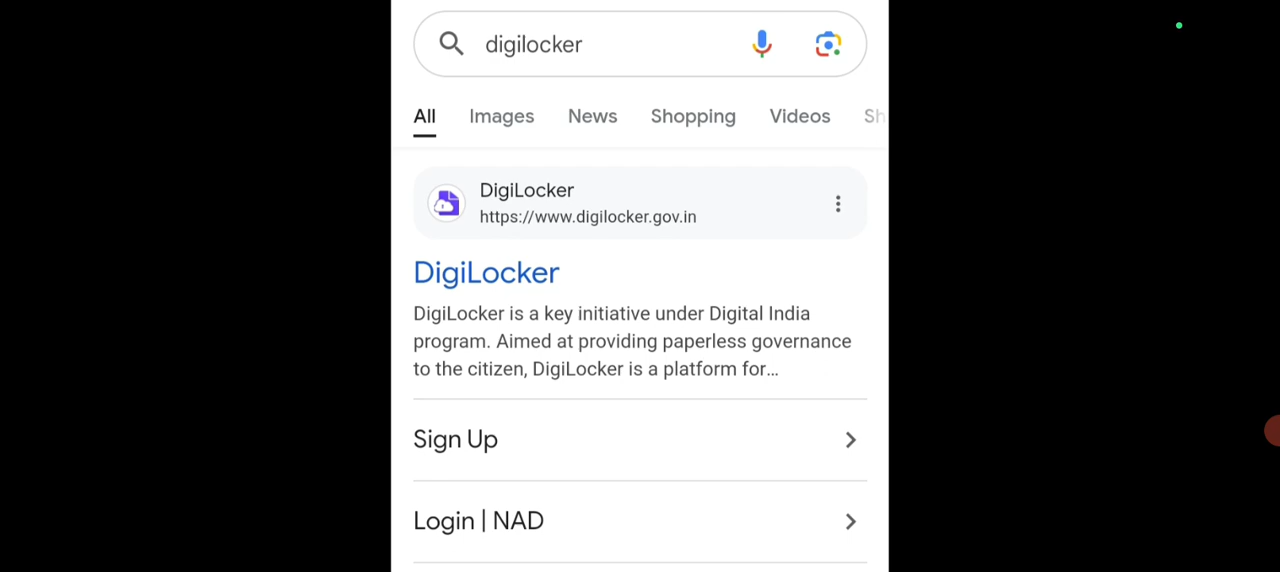 digilocker
All Images News Shopping Videos Sh
DigiLocker
https://www.digilocker.gov.in
DigiLocker
DigiLocker is a key initiative under Digital India
program. Aimed at providing paperless governance
to the citizen, DigiLocker is a platform for...
Sign Up
Login | NAD